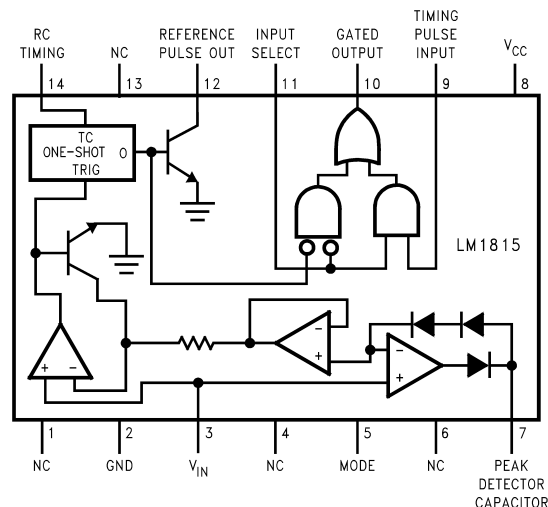 RC
TIMING
NC
REFERENCE
PULSE OUT
INPUT
SELECT
GATED
OUTPUT
TIMING
PULSE
INPUT
VCC
14
13
12
11
10
9
8
TC
ONE-SHOT O
TRIG
LM1815
+ -
-
+
-
+
1
2
3
4
5
6
7
NC
GND
VIN
NC
MODE
NC
PEAK
DETECTOR
CAPACITOR